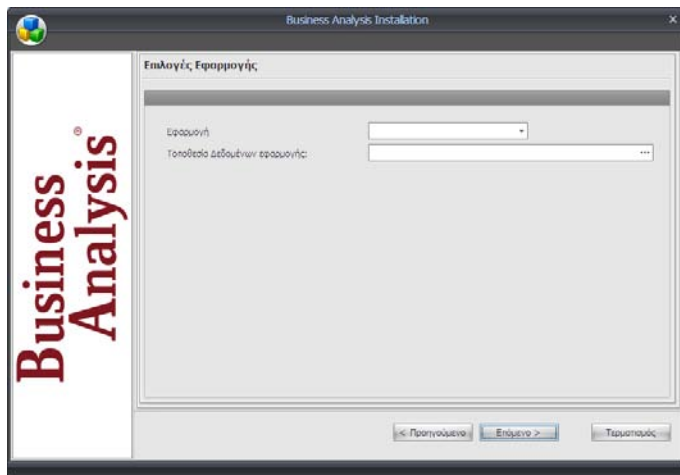 Business Analysis Installation
Επιλογές Εφαρμογής
Εφαρμογή
Τοποθεσία Δεδομένων εφαρμογής:
Business
Analysis®
< Προηγούμενο
Επόμενο >
Τερματισμός